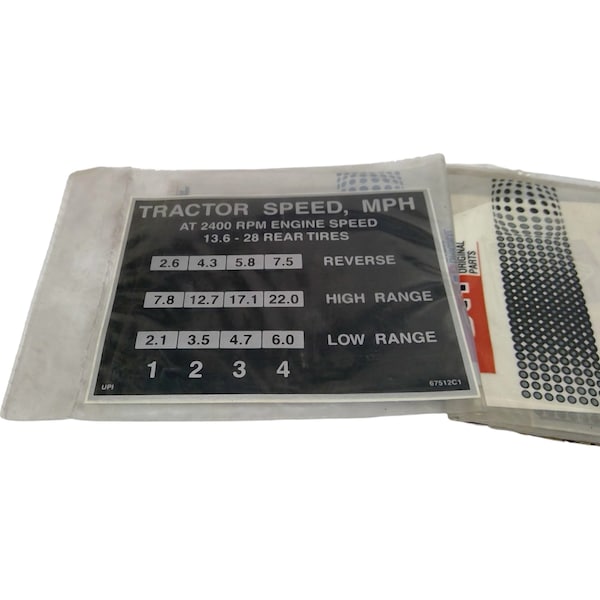 TRACTOR SPEED, MPH
AT 2400 RPM ENGINE SPEED
13.6 - 28 REAR TIRES
2.6 4.3 5.8 7.5 REVERSE
7.8 12.7 17.1 22.0 HIGH RANGE
2.1 3.5 4.7 6.0 LOW RANGE
1 2 3 4
UPI 67512C1
ORIGINAL
PARTS